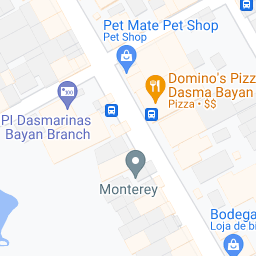 Pet Mate Pet Shop
Pet Shop
Domino's Pizz
Dasma Bayan
Pizza • $$
PI Dasmarinas
Bayan Branch
Monterey
Bodega
Loja de bi